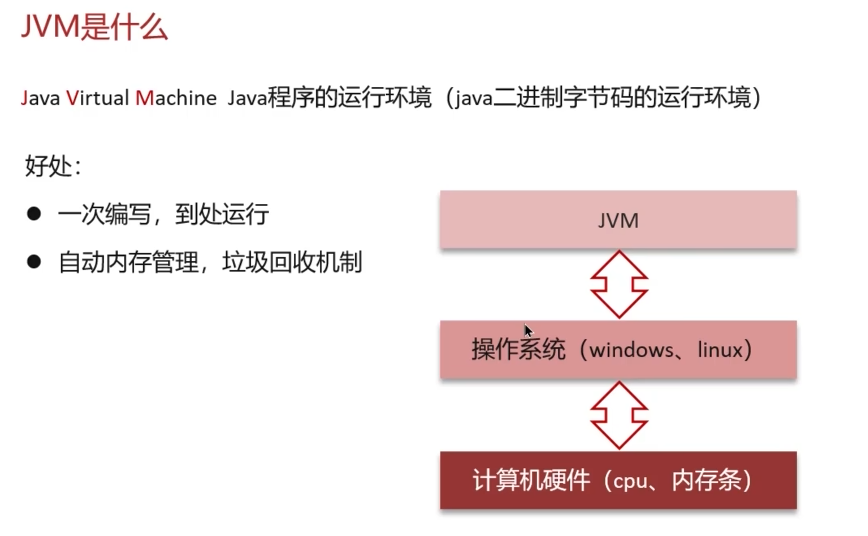 JVM是什么
Java Virtual Machine Java程序的运行环境（java二进制字节码的运行环境）
好处：
● 一次编写，到处运行
● 自动内存管理，垃圾回收机制
JVM
操作系统（windows、linux）
计算机硬件（cpu、内存条）